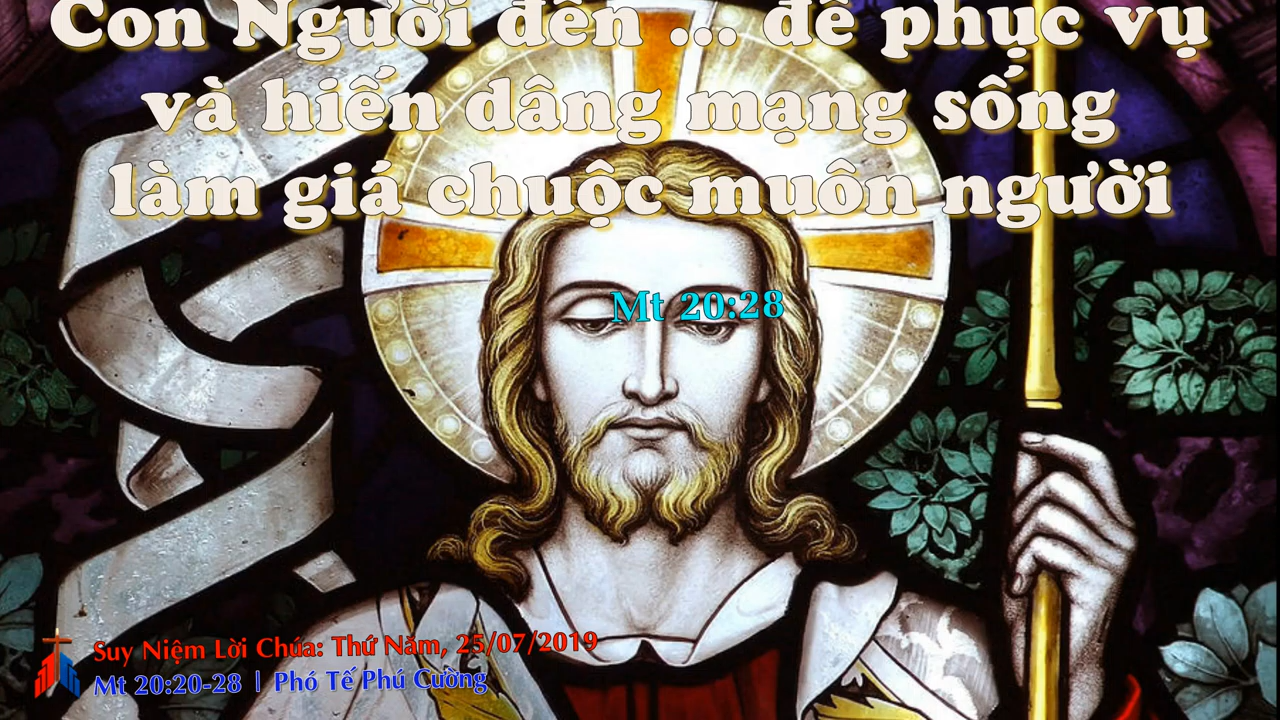 Con Người đến ... để phục vụ
và hiến dâng mạng sống
làm giá chuộc muôn người
Mt 20:28
Suy Niệm Lời Chúa: Thứ Năm, 25/07/2019
Mt 20:20-28 | Phó Tế Phú Cường